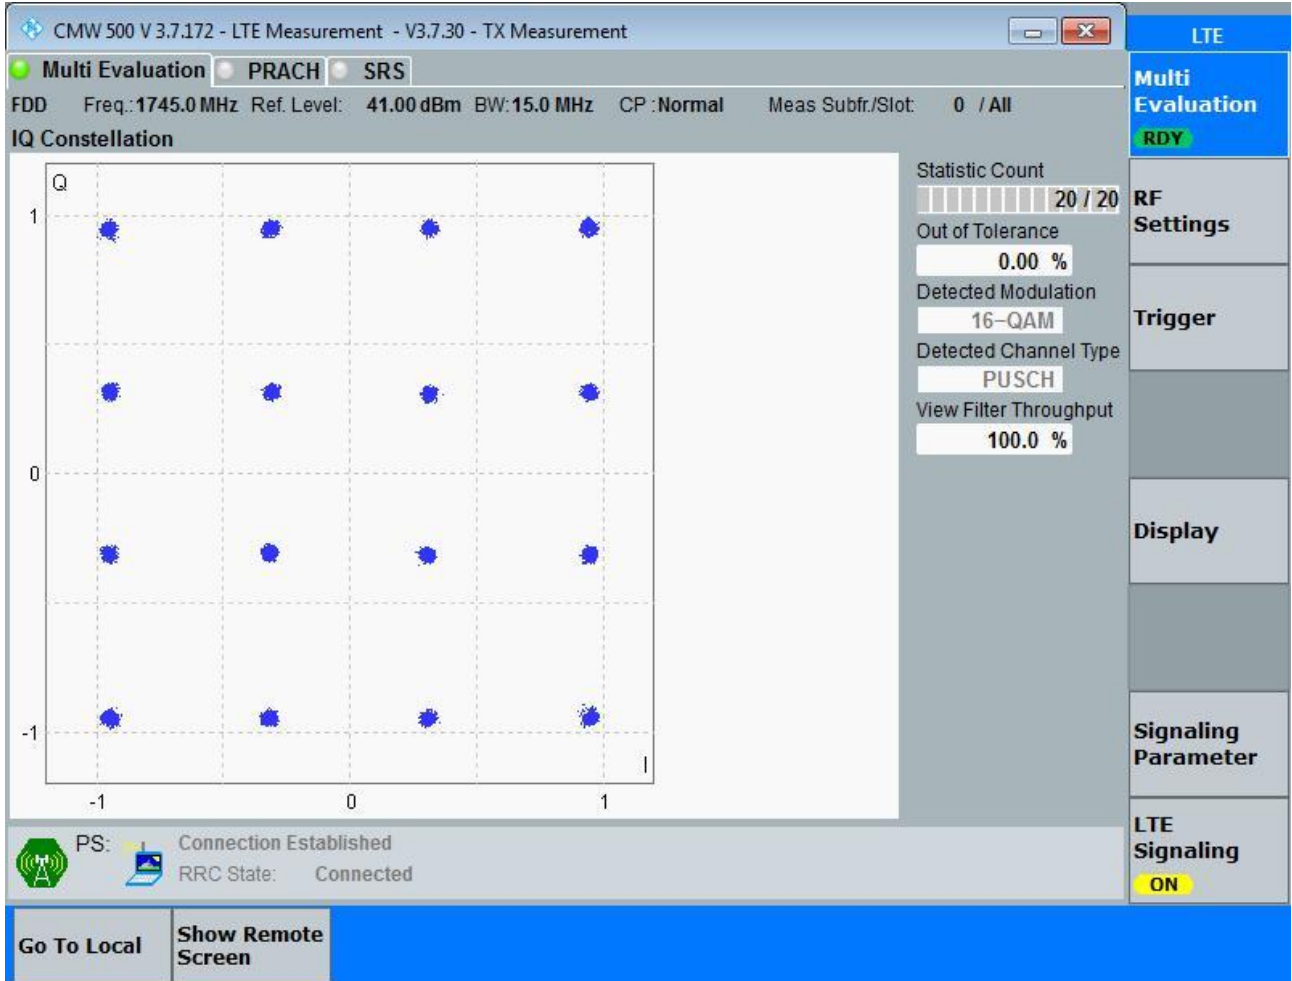 CMW 500 V 3.7.172 - LTE Measurement - V3.7.30 - TX Measurement
LTE
Multi Evaluation PRACH SRS
FDD Freq.:1745.0 MHz Ref. Level: 41.00 dBm BW:15.0 MHz CP :Normal Meas Subfr./Slot: 0 / All
IQ Constellation
Q
1
0
-1
I
-1 0 1
Statistic Count
20 / 20
Out of Tolerance
0.00 %
Detected Modulation
16-QAM
Detected Channel Type
PUSCH
View Filter Throughput
100.0 %
Multi
Evaluation
RDY
RF
Settings
Trigger
Display
Signaling
Parameter
LTE
Signaling
ON
PS: Connection Established
RRC State: Connected
Go To Local
Show Remote
Screen